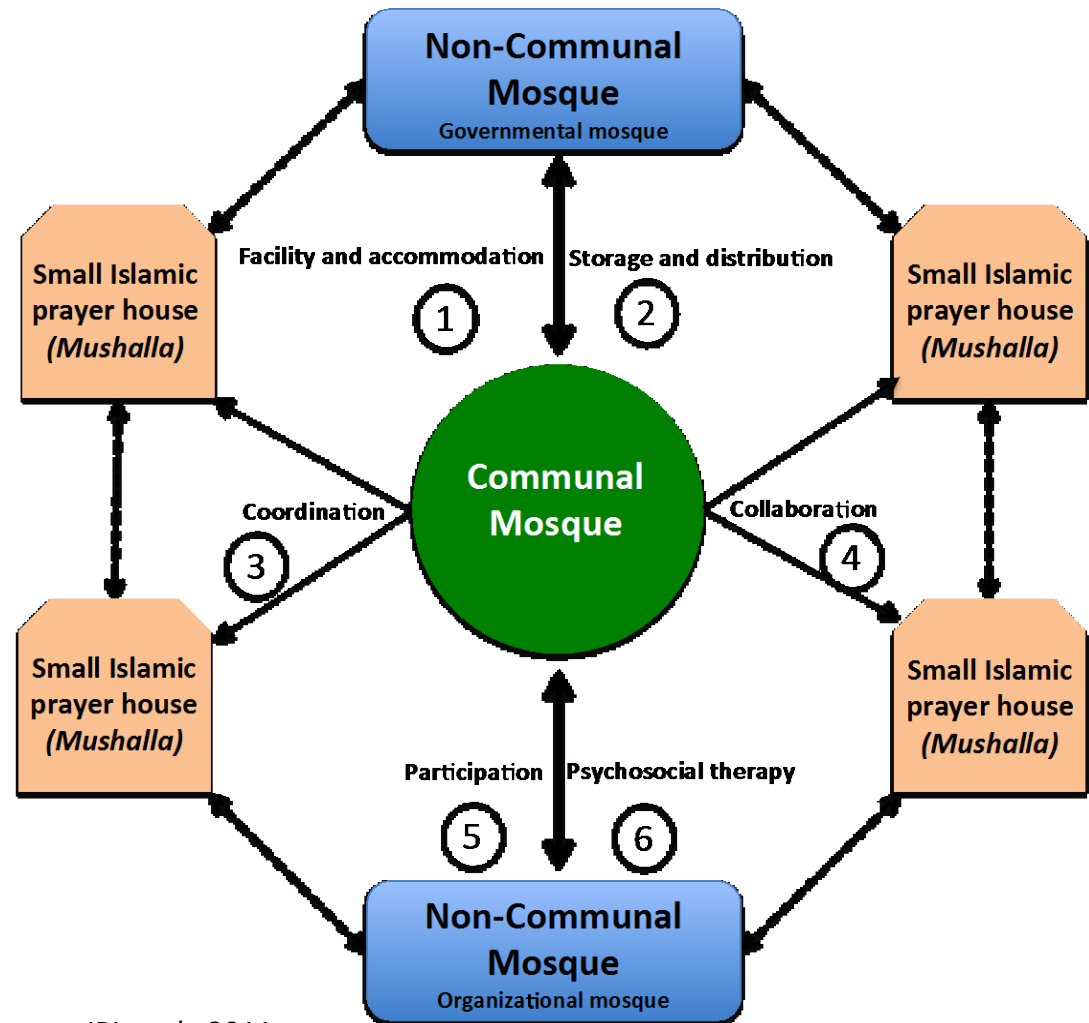 Non-Communal
Mosque
Governmental mosque
Small Islamic
prayer house
(Mushalla)
Facility and accommodation
Storage and distribution
1
2
Small Islamic
prayer house
(Mushalla)
Communal
Mosque
Coordination
3
Collaboration
4
Small Islamic
prayer house
(Mushalla)
Small Islamic
prayer house
(Mushalla)
Participation
Psychosocial therapy
5
6
Non-Communal
Mosque
Organizational mosque